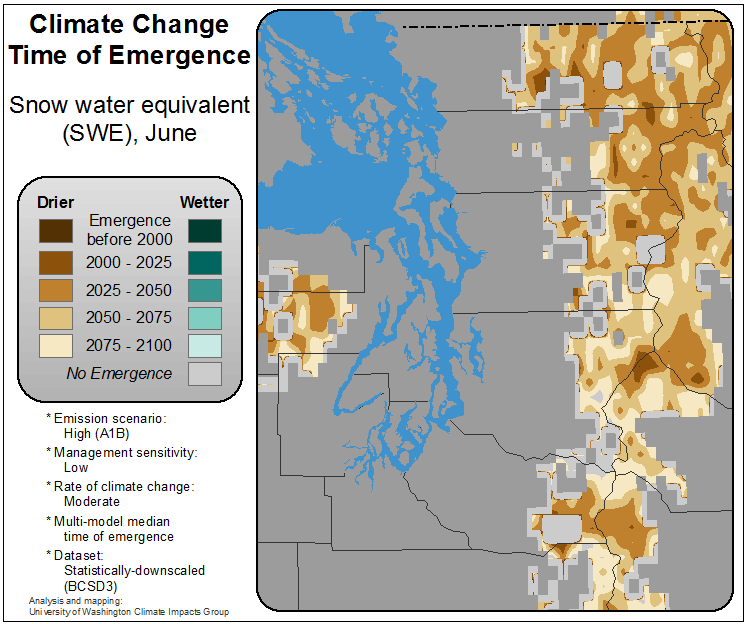 Climate Change
Time of Emergence
Snow water equivalent
(SWE), June
Drier
Wetter
Emergence
before 2000
2000 - 2025
2025 - 2050
2050 - 2075
2075 - 2100
No Emergence
* Emission scenario:
High (A1B)
* Management sensitivity:
Low
* Rate of climate change:
Moderate
* Multi-model median
time of emergence
* Dataset:
Statistically-downscaled
(BCSD3)
Analysis and mapping:
University of Washington Climate Impacts Group